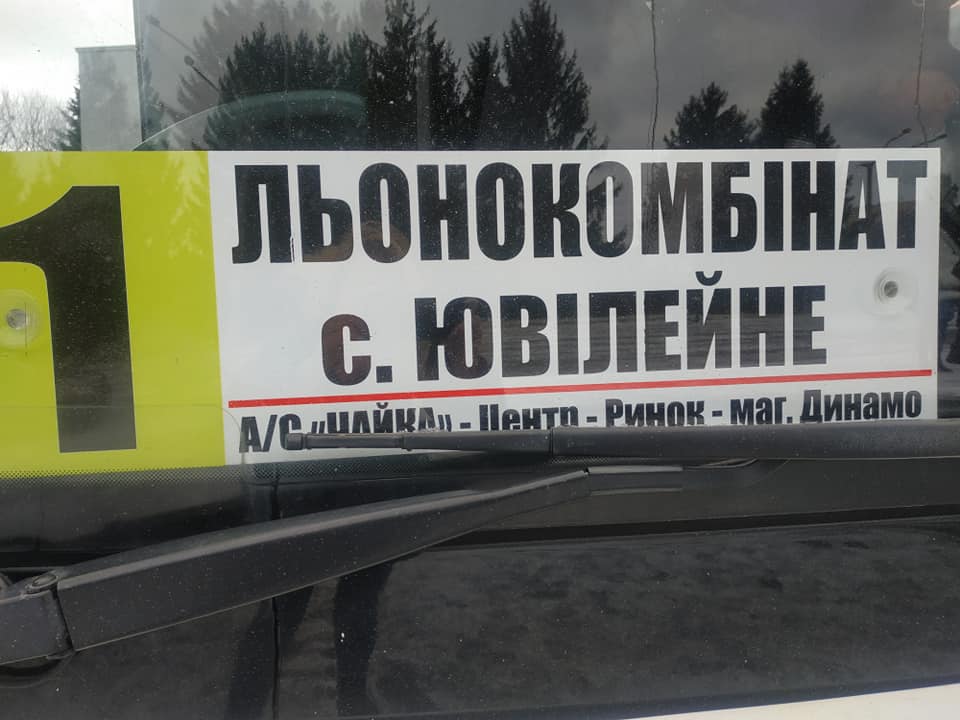 1
ЛЬОНОКОМБІНАТ
с. ЮВІЛЕЙНЕ
А/С «ЧАЙКА» - Центр - Ринок - маг. Динамо